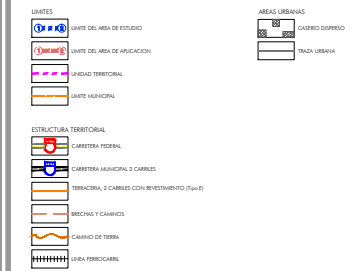 LIMITES
LIMITE DEL AREA DE ESTUDIO
LIMITE DEL AREA DE APLICACION
UNIDAD TERRITORIAL
LIMITE MUNICIPAL
ESTRUCTURA TERRITORIAL
CARRETERA FEDERAL
CARRETERA MUNICIPAL 2 CARRILES
TERRACERIA, 2 CARRILES CON REVESTIMIENTO (Tipo E)
BRECHAS Y CAMINOS
CAMINO DE TIERRA
LINEA FERROCARRIL
AREAS URBANAS
CASERIO DISPERSO
TRAZA URBANA